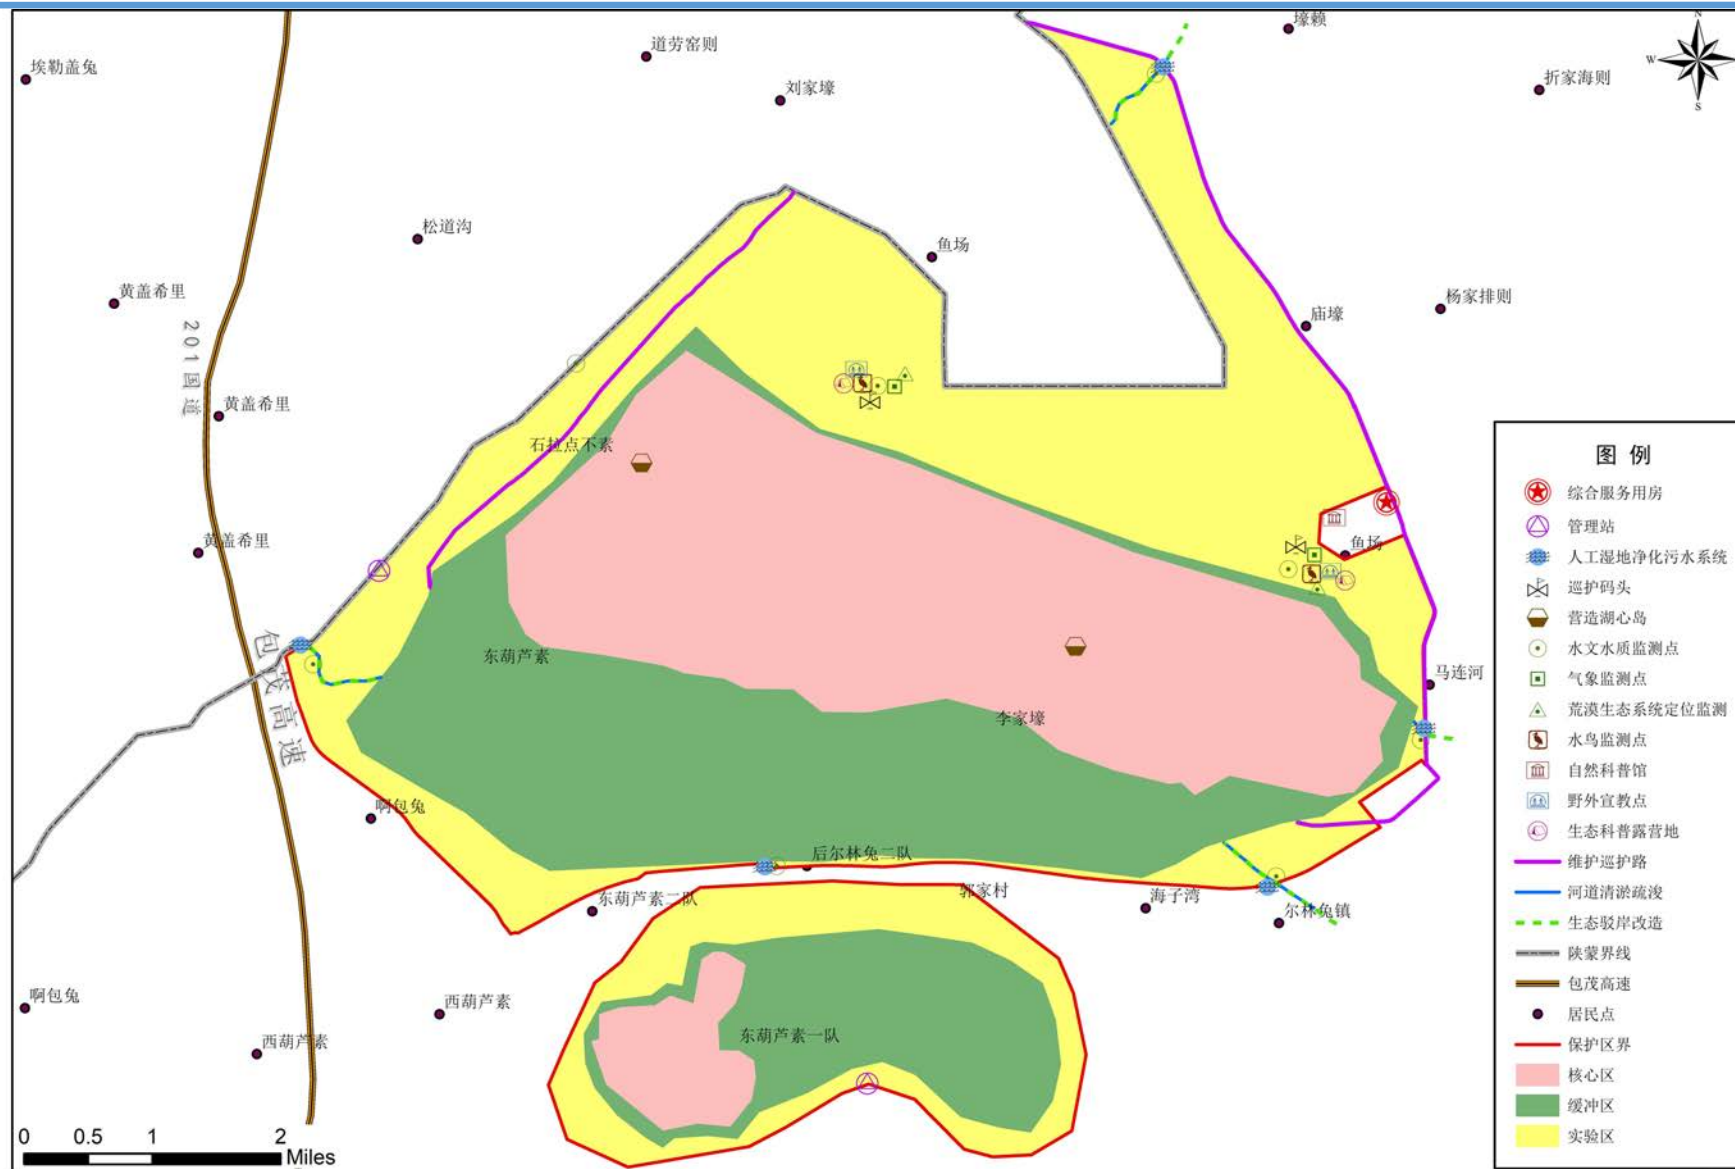 壕赖
N
W
S
埃勒盖兔
道劳窑则
刘家壕
折家海则
松道沟
鱼场
黄盖希里
杨家排则
庙壕
201国道
黄盖希里
石拉点不素
黄盖希里
鱼场
包茂高速
东葫芦素
马连河
李家壕
啊包兔
后尔林兔二队
郭家村
东葫芦素二队
海子湾
尔林兔镇
啊包兔
西葫芦素
西葫芦素
东葫芦素一队
0 0.5 1 2
Miles
图 例
综合服务用房
管理站
人工湿地净化污水系统
巡护码头
营造湖心岛
水文水质监测点
气象监测点
荒漠生态系统定位监测
水鸟监测点
自然科普馆
野外宣教点
生态科普露营地
维护巡护路
河道清淤疏浚
生态驳岸改造
陕蒙界线
包茂高速
居民点
保护区界
核心区
缓冲区
实验区